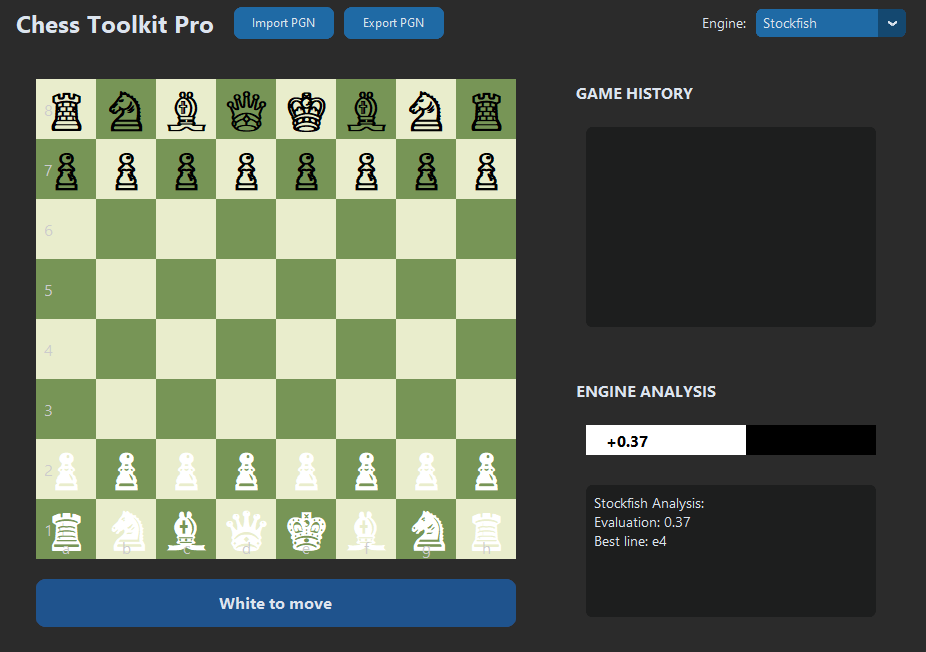 Chess Toolkit Pro
Import PGN
Export PGN
Engine:
Stockfish
GAME HISTORY
8
7
6
5
4
3
2
1
a b c d e f g h
White to move
ENGINE ANALYSIS
+0.37
Stockfish Analysis:
Evaluation: 0.37
Best line: e4